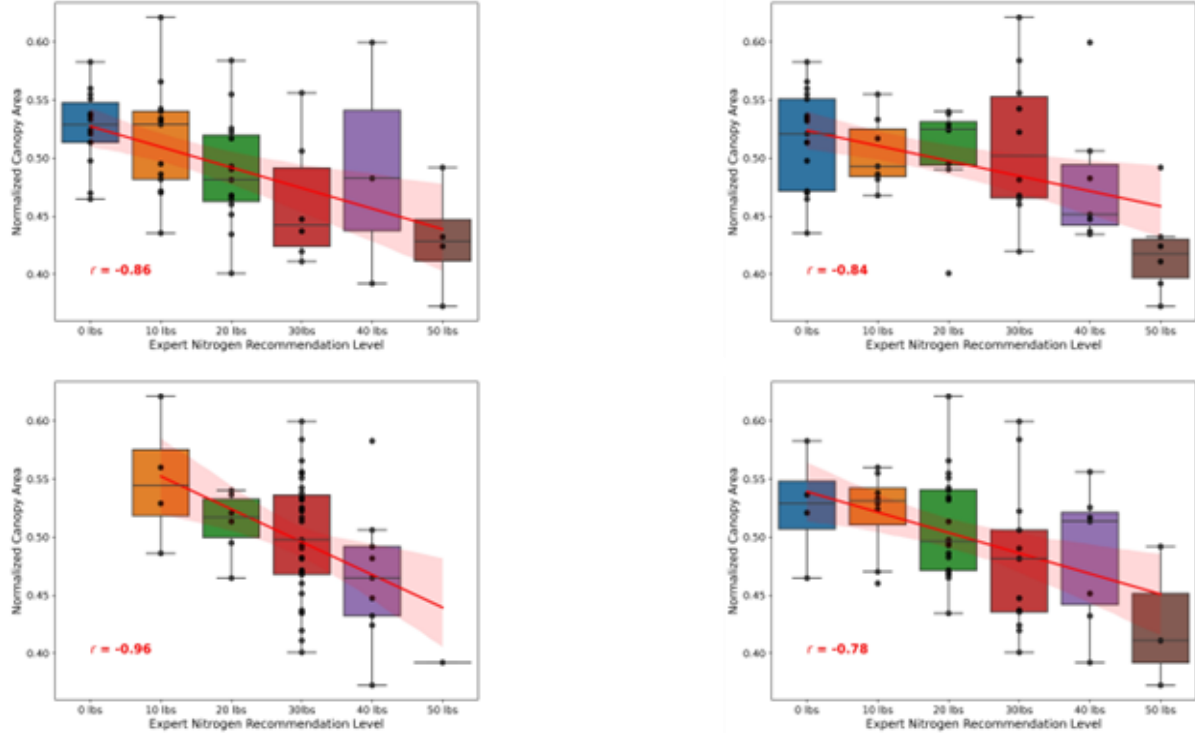 0.60
0.55
0.50
0.45
0.40
Normalized Canopy Area
r = -0.86
0 lbs 10 lbs 20 lbs 30lbs 40 lbs 50 lbs
Expert Nitrogen Recommendation Level
0.60
0.55
0.50
0.45
0.40
Normalized Canopy Area
r = -0.84
0 lbs 10 lbs 20 lbs 30lbs 40 lbs 50 lbs
Expert Nitrogen Recommendation Level
0.60
0.55
0.50
0.45
0.40
Normalized Canopy Area
r = -0.96
0 lbs 10 lbs 20 lbs 30lbs 40 lbs 50 lbs
Expert Nitrogen Recommendation Level
0.60
0.55
0.50
0.45
0.40
Normalized Canopy Area
r = -0.78
0 lbs 10 lbs 20 lbs 30lbs 40 lbs 50 lbs
Expert Nitrogen Recommendation Level